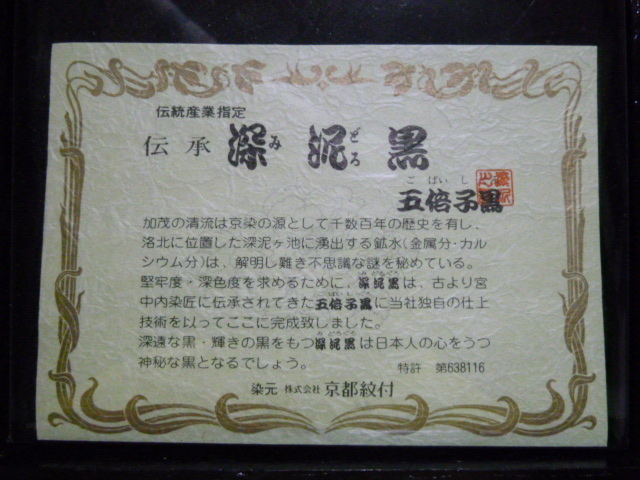 伝統産業指定
伝承 深泥黒
み どろ
こ ばい し
五倍子黒
加茂の清流は京染の源として千数百年の歴史を有し、
洛北に位置した深泥ヶ池に湧出する鉱水(金属分・カル
シウム分)は、解明し難き不思議な謎を秘めている。
堅牢度・深色度を求めるために、深泥黒は、古より宮
中内染匠に伝承されてきた五倍子黒に当社独自の仕上
技術を以ってここに完成致しました。
深遠な黒・輝きの黒をもつ深泥黒は日本人の心をうつ
神秘な黒となるでしょう。 特許 第638116
染元 株式会社 京都紋付